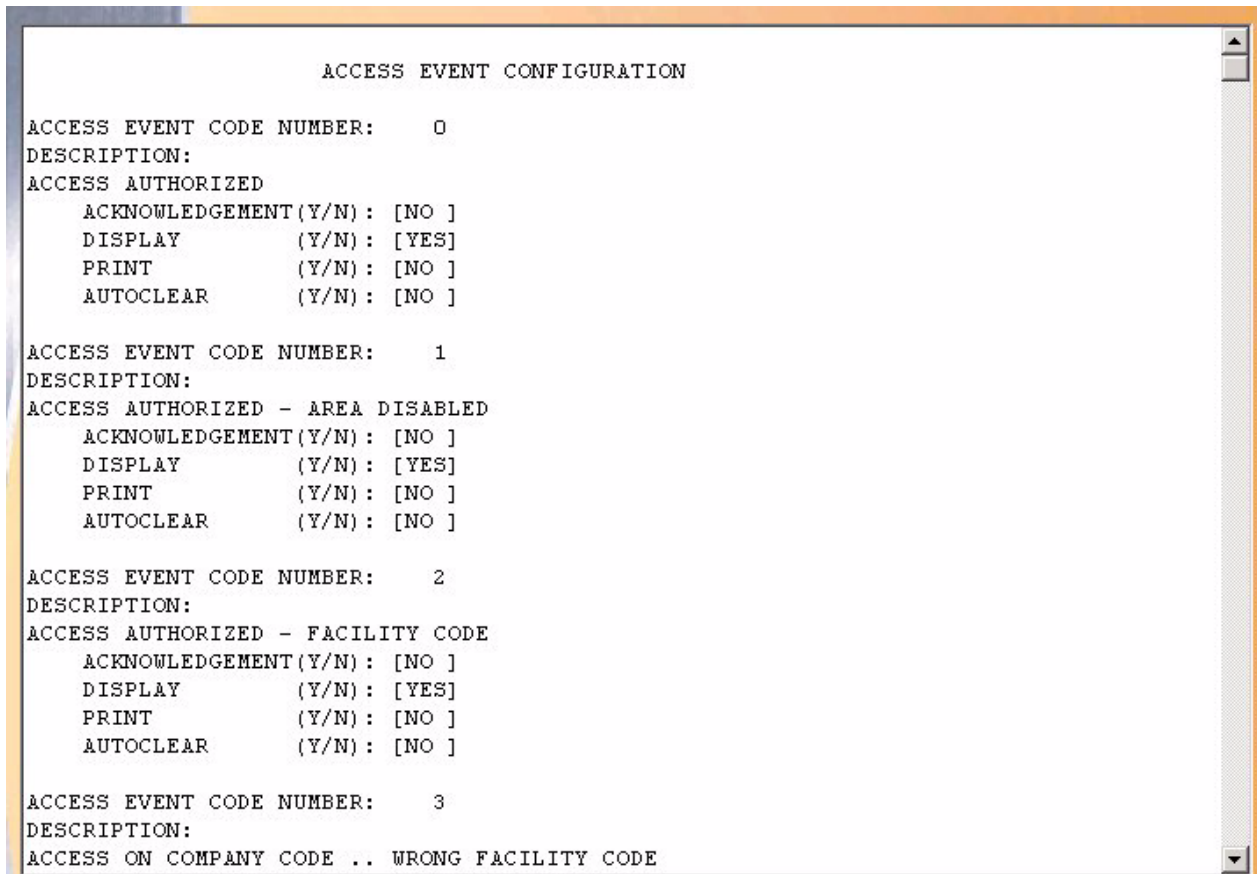 ACCESS EVENT CONFIGURATION
ACCESS EVENT CODE NUMBER: 0
DESCRIPTION:
ACCESS AUTHORIZED
ACKNOWLEDGEMENT(Y/N): [NO ]
DISPLAY (Y/N): [YES]
PRINT (Y/N): [NO ]
AUTOCLEAR (Y/N): [NO ]
ACCESS EVENT CODE NUMBER: 1
DESCRIPTION:
ACCESS AUTHORIZED - AREA DISABLED
ACKNOWLEDGEMENT(Y/N): [NO ]
DISPLAY (Y/N): [YES]
PRINT (Y/N): [NO ]
AUTOCLEAR (Y/N): [NO ]
ACCESS EVENT CODE NUMBER: 2
DESCRIPTION:
ACCESS AUTHORIZED - FACILITY CODE
ACKNOWLEDGEMENT(Y/N): [NO ]
DISPLAY (Y/N): [YES]
PRINT (Y/N): [NO ]
AUTOCLEAR (Y/N): [NO ]
ACCESS EVENT CODE NUMBER: 3
DESCRIPTION:
ACCESS ON COMPANY CODE .. WRONG FACILITY CODE